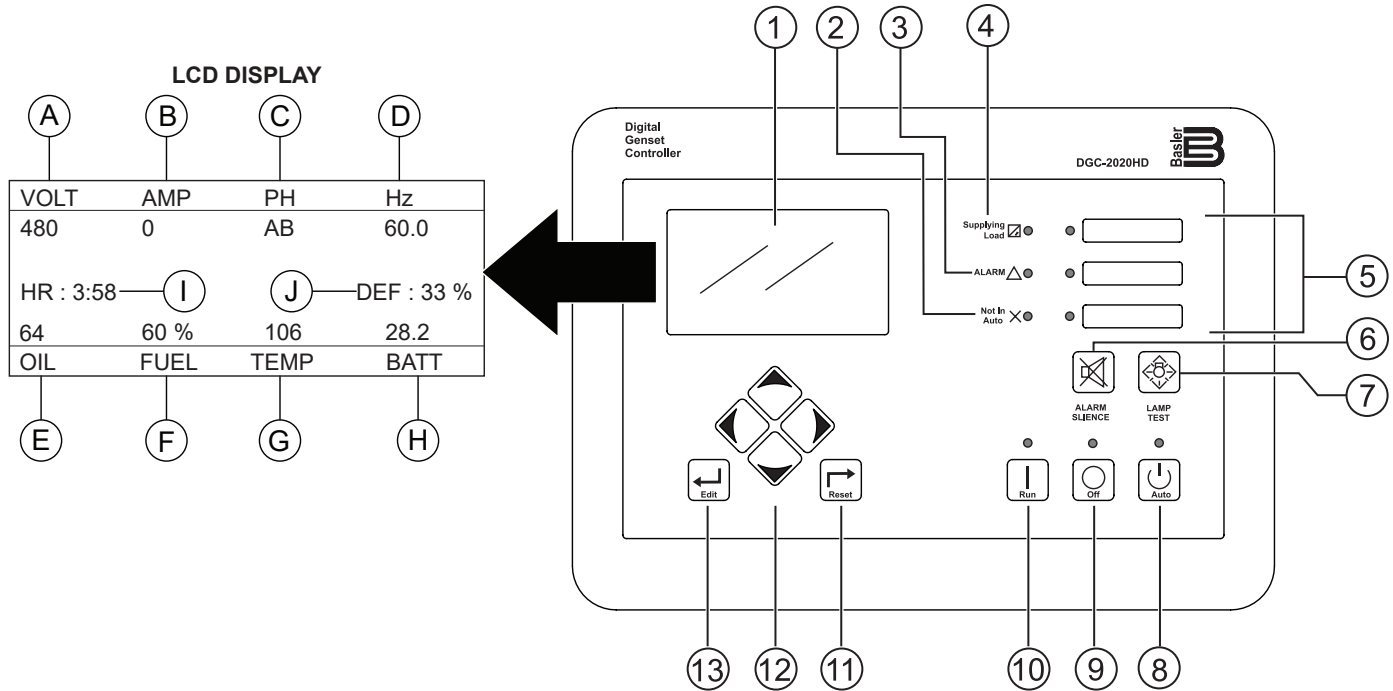 LCD DISPLAY
A B C D
VOLT AMP PH Hz
480 0 AB 60.0
HR : 3:58 I J DEF : 33 %
64 60 % 106 28.2
OIL FUEL TEMP BATT
E F G H
1 2 3 4
Digital
Genset
Controller
DGC-2020HD
Basler
B
Supplying
Load
ALARM
Not In
Auto
5
6
7
ALARM
SLIENCE
LAMP
TEST
Edit
Reset
Run
Off
Auto
13 12 11 10 9 8